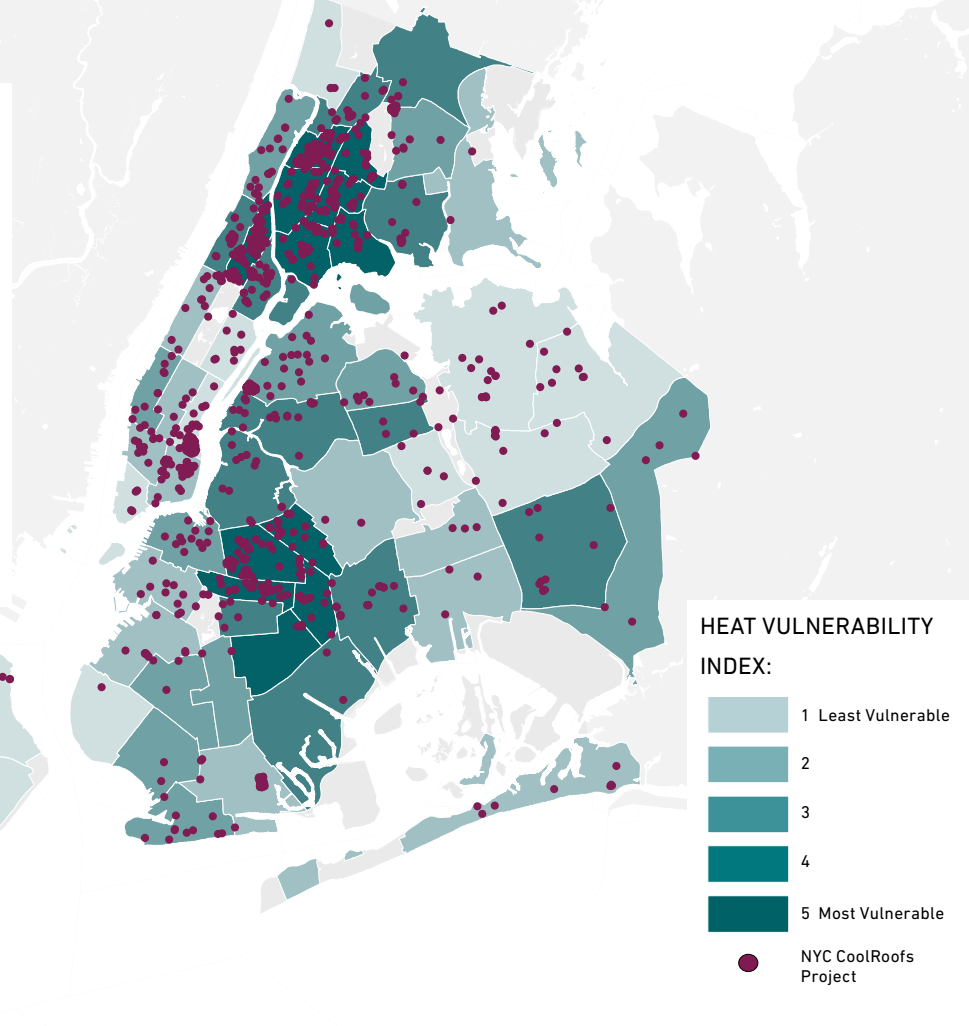 HEAT VULNERABILITY
INDEX:
1 Least Vulnerable
2
3
4
5 Most Vulnerable
NYC CoolRoofs
Project